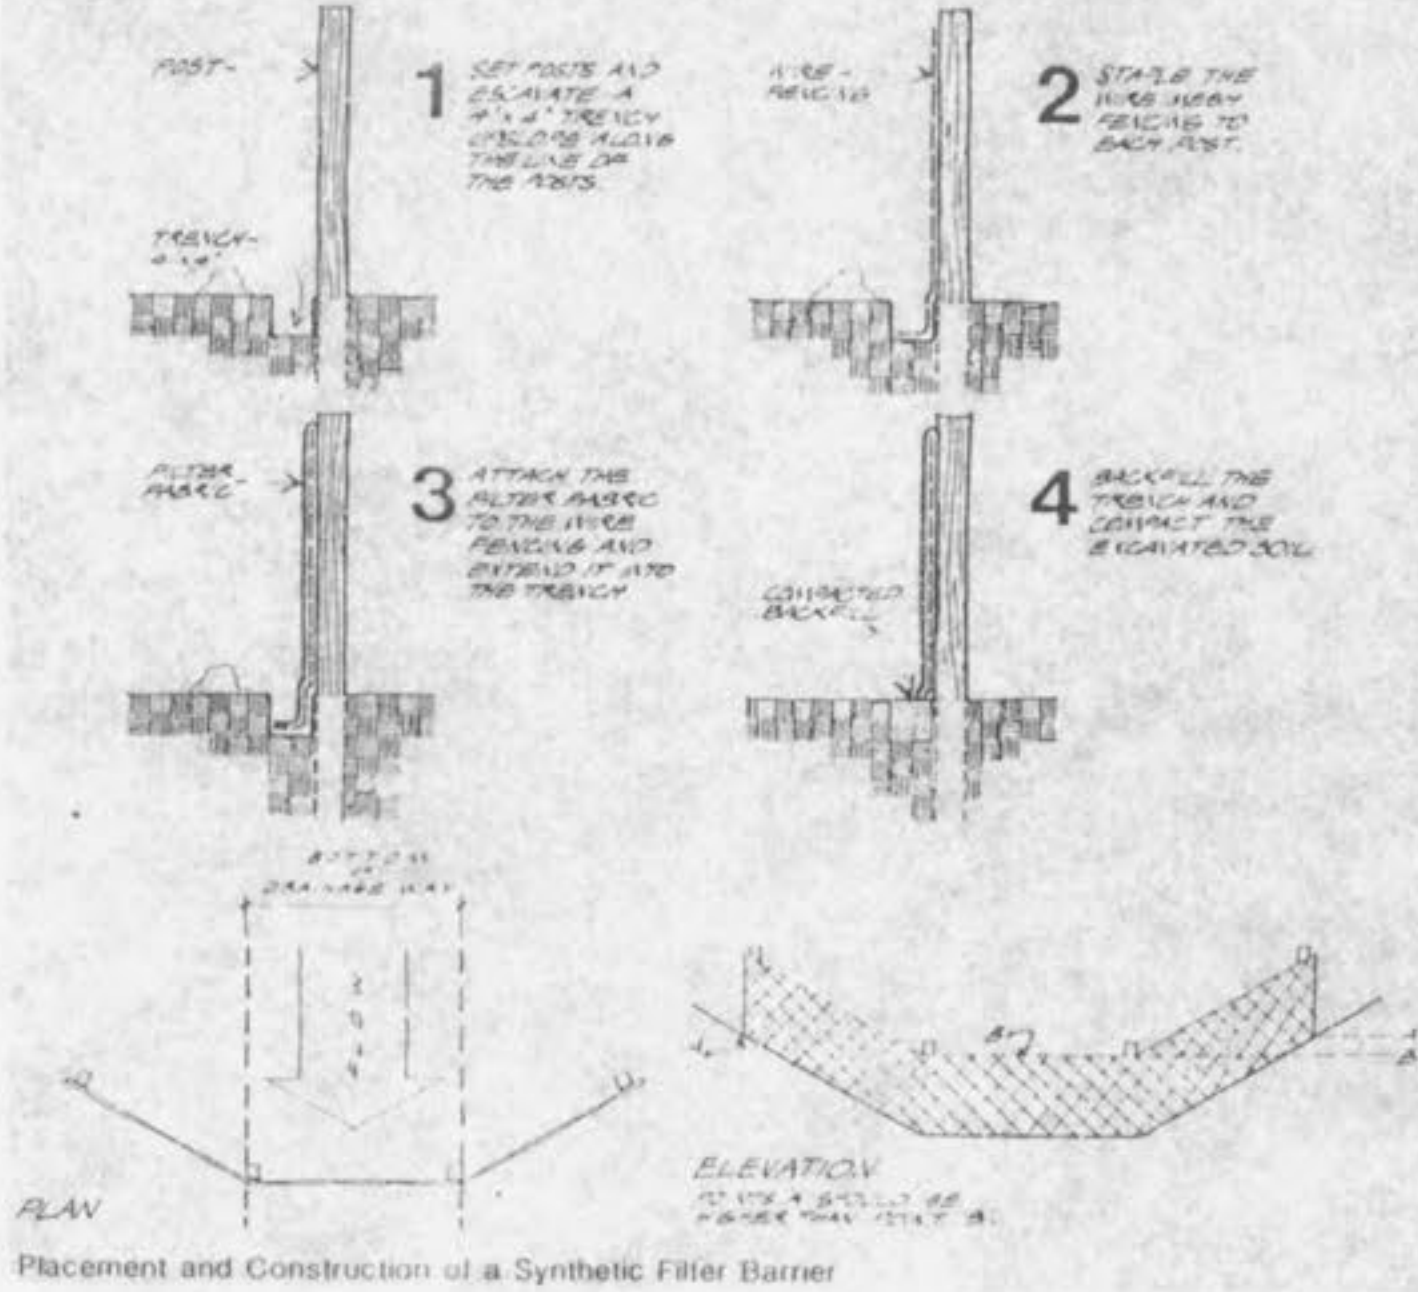 POST-
1
SET POSTS AND
ESCAVATE A
4"x4" TRENCH
UPSLOPE ALONG
THE LINE OF
THE POSTS.
TRENCH-
4"x4"
WIRE-
FENCING
2
STAPLE THE
WIRE MESH
FENCING TO
EACH POST.
FILTER-
FABRIC
3
ATTACH THE
FILTER FABRIC
TO THE WIRE
FENCING AND
EXTEND IT INTO
THE TRENCH
COMPACTED
BACKFILL
4
BACKFILL THE
TRENCH AND
COMPACT THE
EXCAVATED SOIL
BOTTOM
OF
DRAINAGE WAY
FLOW
PLAN
B
A
B
ELEVATION
POINTS A SHOULD BE
HIGHER THAN POINT B.
Placement and Construction of a Synthetic Filter Barrier